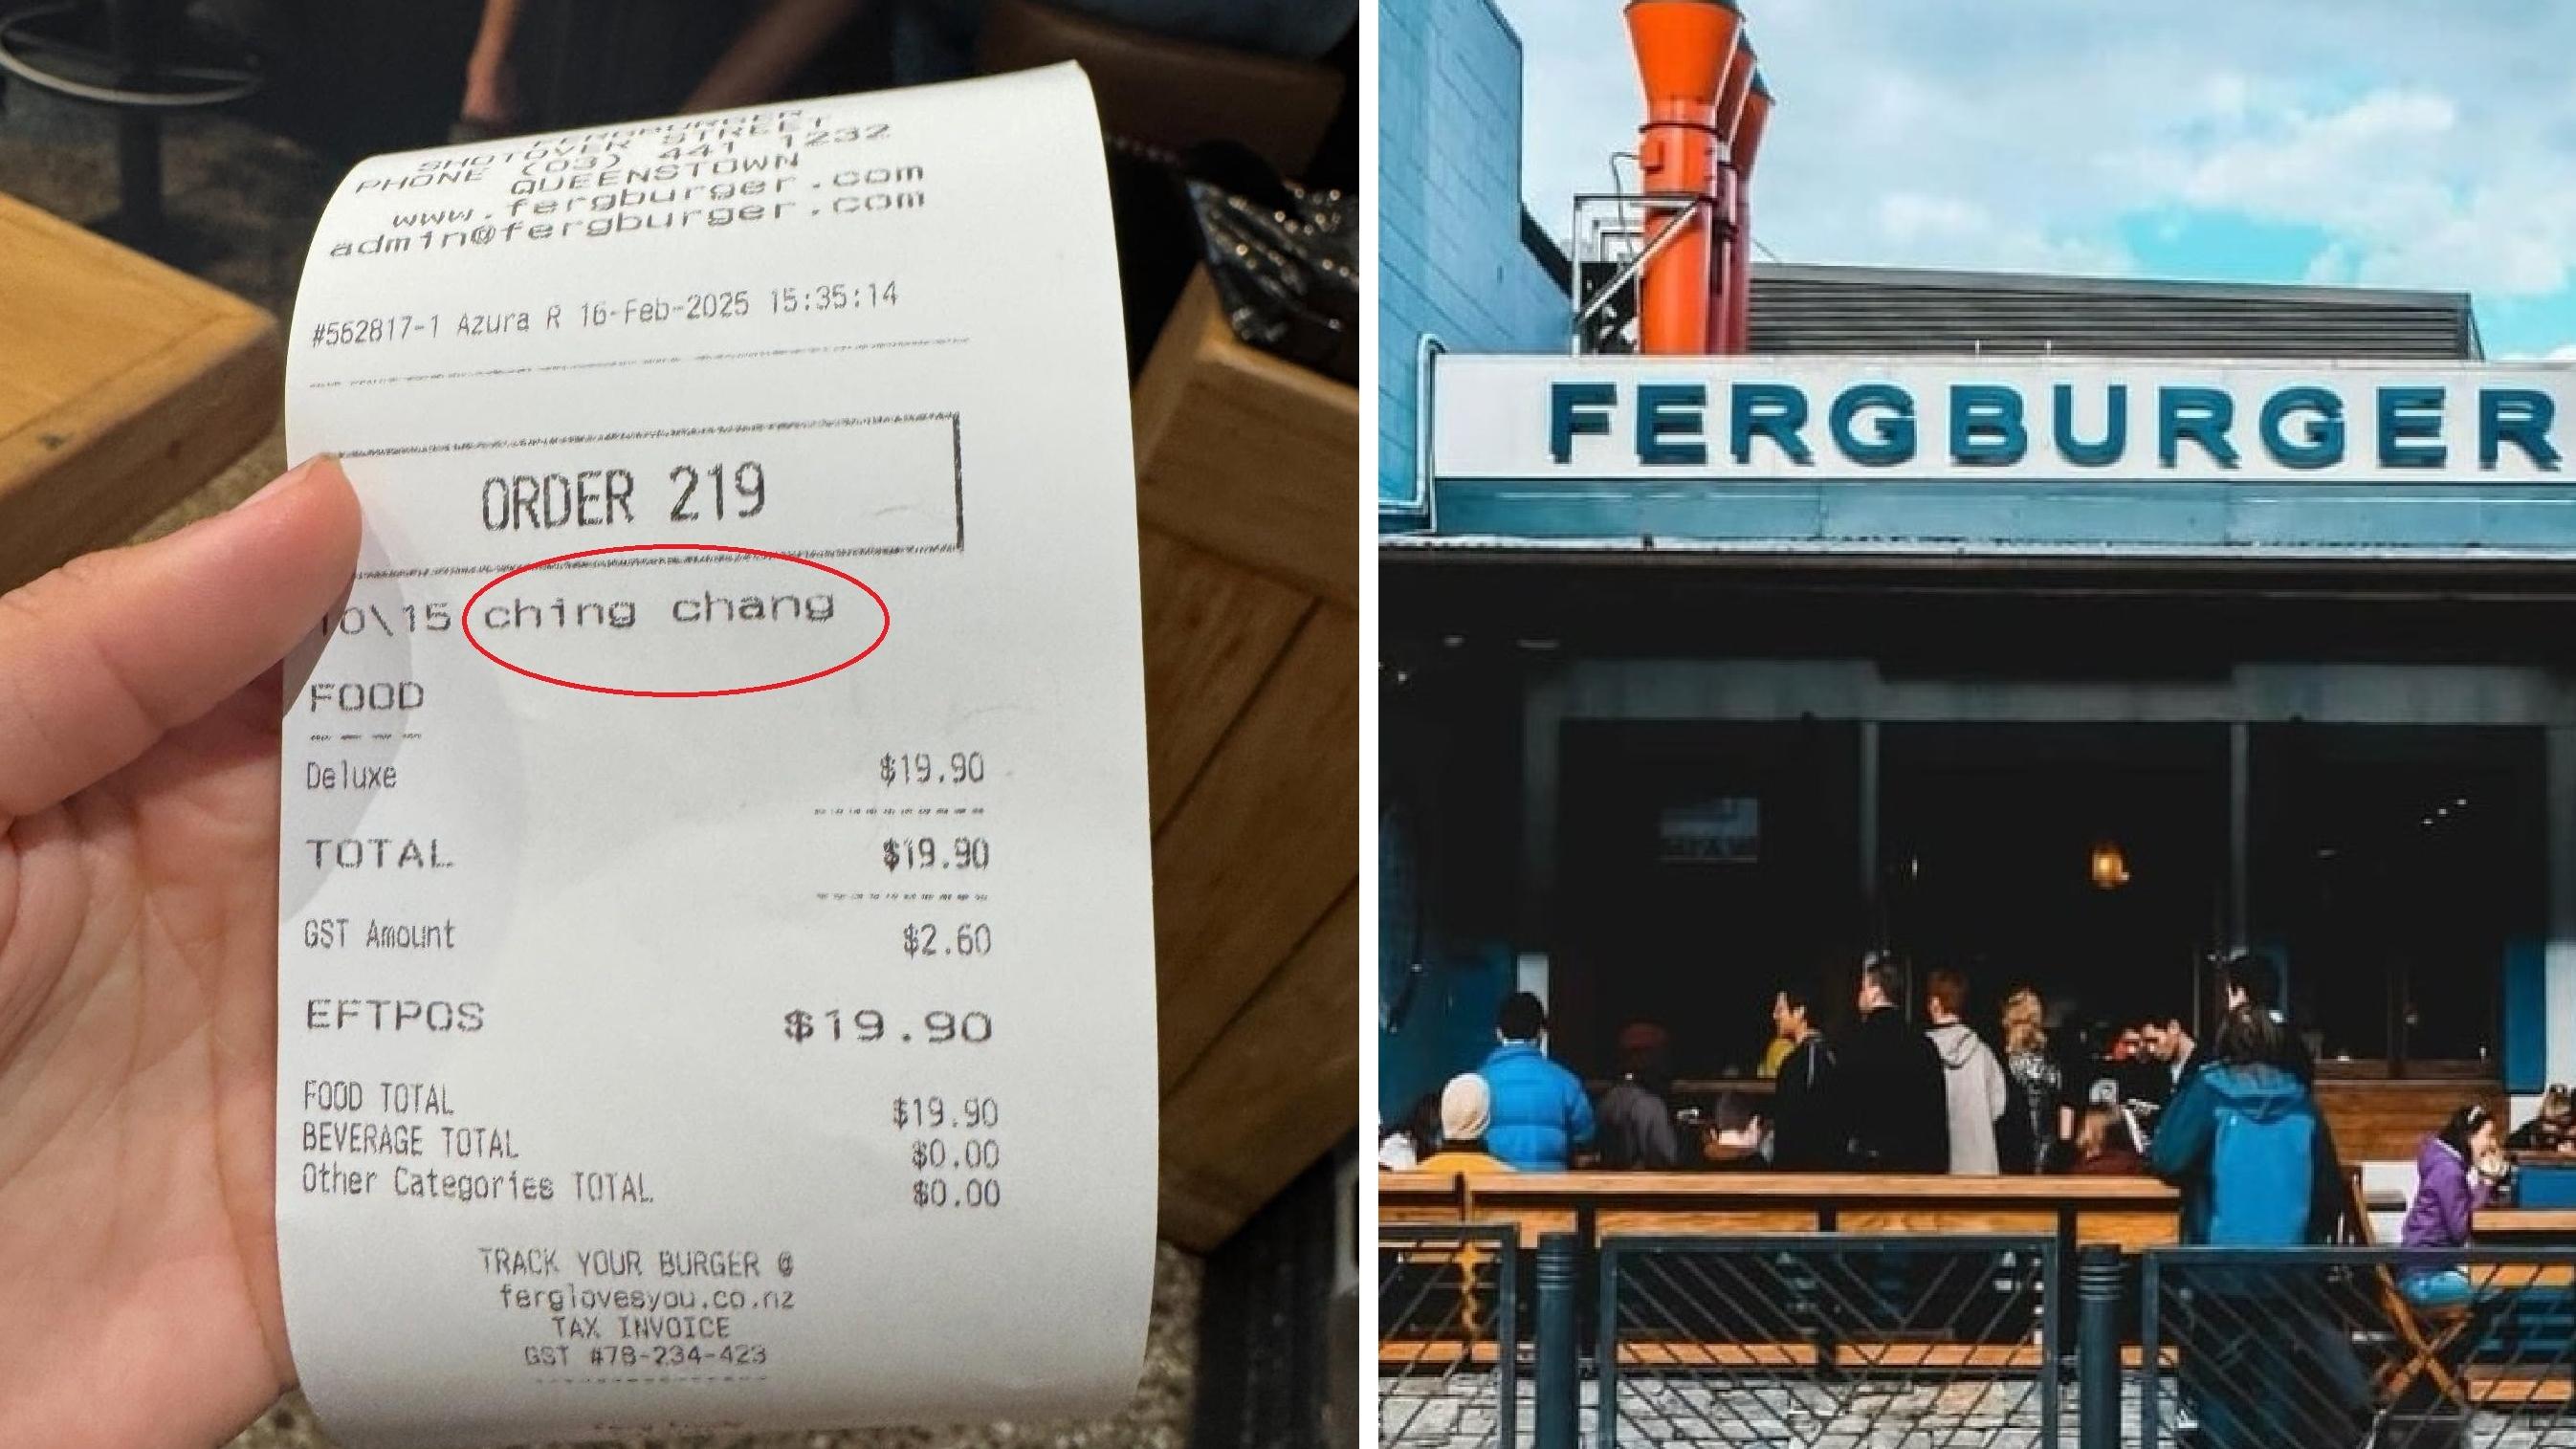 FERGBURGER
SHOTOVER STREET
PHONE (03) 441 1232
QUEENSTOWN
www.fergburger.com
admin@fergburger.com
#562817-1 Azura R 16-Feb-2025 15:35:14
ORDER 219
10\15 ching chang
FOOD
Deluxe $19.90
TOTAL $19.90
GST Amount $2.60
EFTPOS $19.90
FOOD TOTAL $19.90
BEVERAGE TOTAL $0.00
Other Categories TOTAL $0.00
TRACK YOUR BURGER @
ferglovesyou.co.nz
TAX INVOICE
GST #78-234-423
FERGBURGER